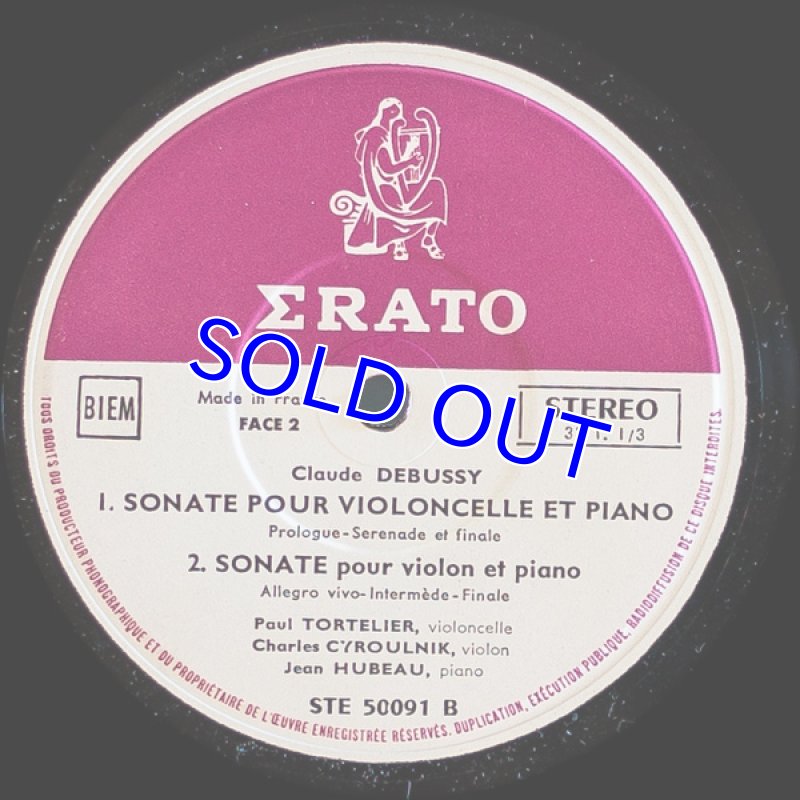 ΣRATO
SOLD OUT
BIEM
Made in
FACE 2
STEREO
1/3
Claude DEBUSSY
1. SONATE POUR VIOLONCELLE ET PIANO
Prologue-Serenade et finale
2. SONATE pour violon et piano
Allegro vivo-Intermède-Finale
Paul TORTELIER, violoncelle
Charles CYROULNIK, violon
Jean HUBEAU, piano
STE 50091 B
TOUS DROITS DU PRODUCTEUR PHONOGRAPHIQUE ET DU PROPRIÉTAIRE DE L'ŒUVRE ENREGISTRÉE RÉSERVÉS. DUPLICATION, EXÉCUTION PUBLIQUE, RADIODIFFUSION DE CE DISQUE INTERDITES.